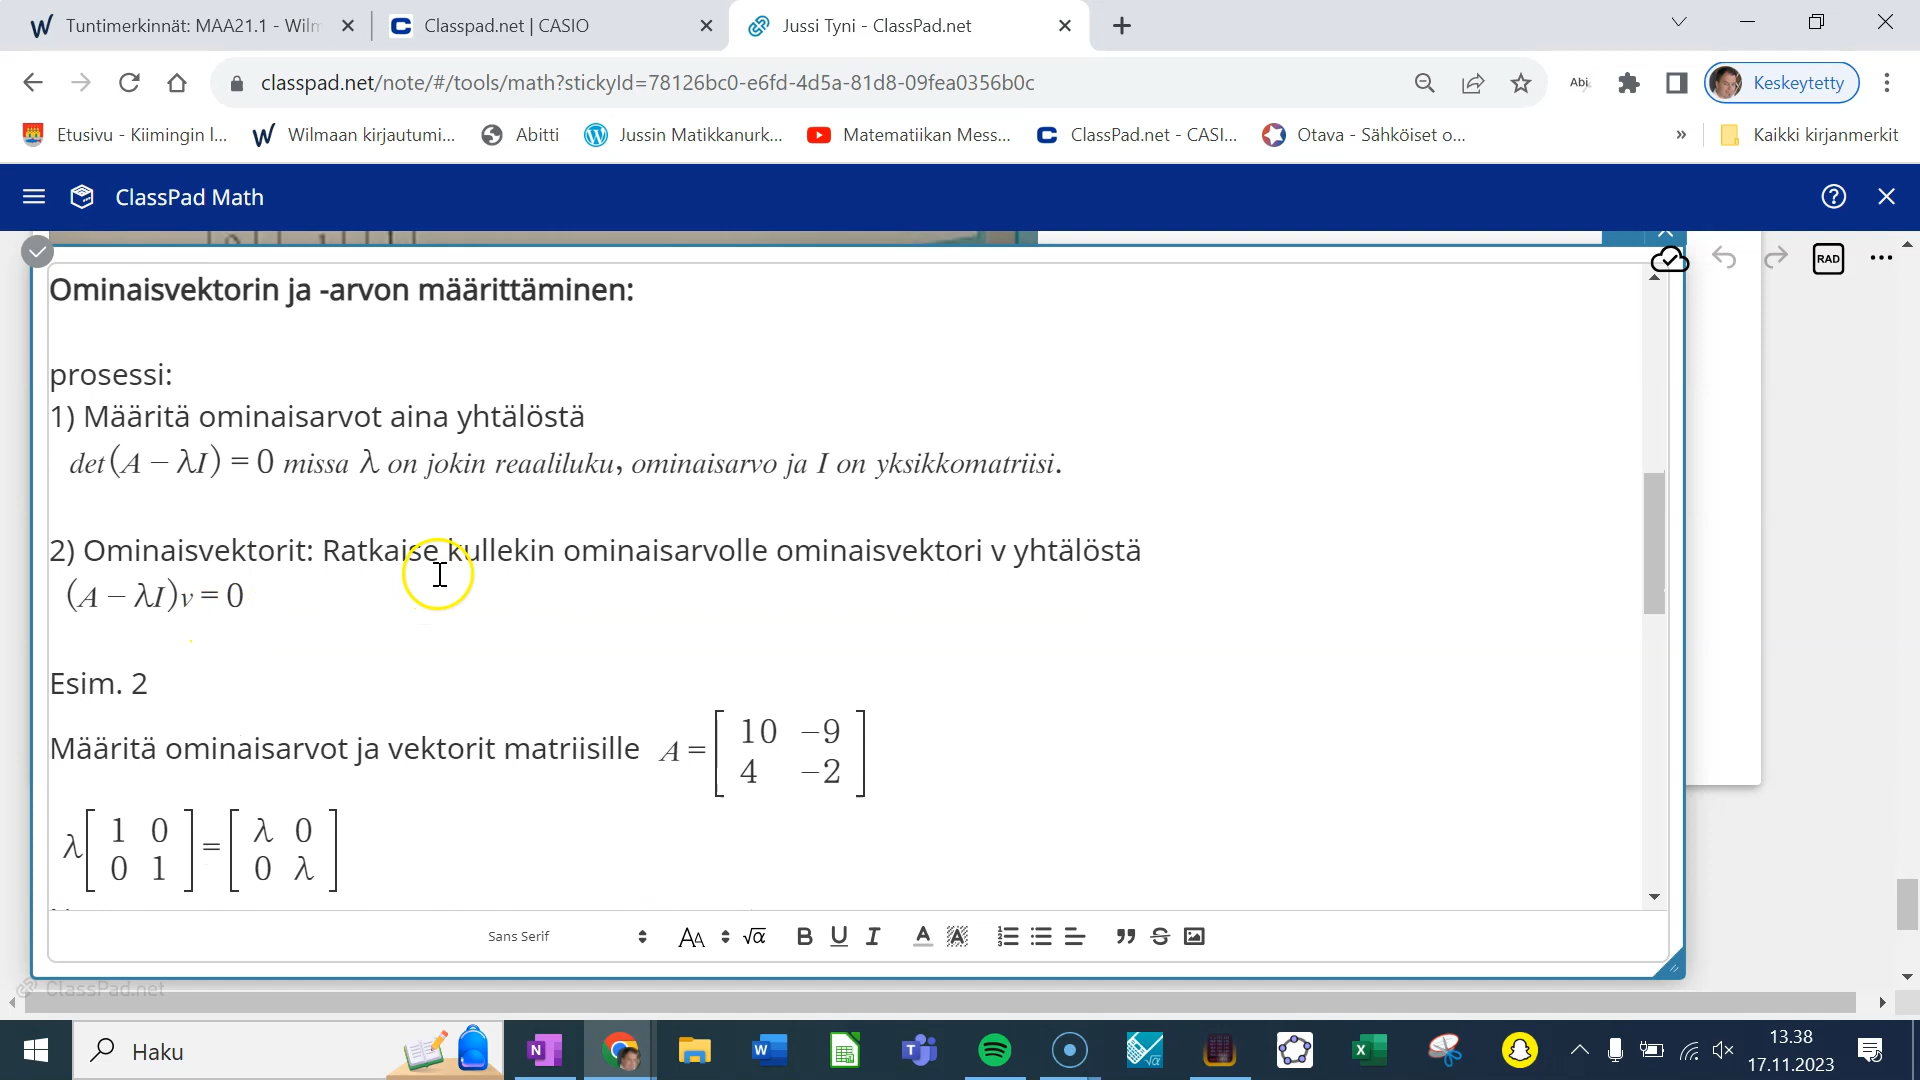 Tuntimerkinnät: MAA21.1 - Wilm
Classpad.net | CASIO
Jussi Tyni - ClassPad.net
classpad.net/note/#/tools/math?stickyId=78126bc0-e6fd-4d5a-81d8-09fea0356b0c
Abi
Keskeytetty
Etusivu - Kiimingin l...
Wilmaan kirjautumi...
Abitti
Jussin Matikkanurk...
Matematiikan Mess...
ClassPad.net - CASI...
Otava - Sähköiset o...
»
Kaikki kirjanmerkit
ClassPad Math
RAD
Ominaisvektorin ja -arvon määrittäminen:
prosessi:
1) Määritä ominaisarvot aina yhtälöstä
det(A − λI) = 0 missa λ on jokin reaaliluku, ominaisarvo ja I on yksikkomatriisi.
2) Ominaisvektorit: Ratkaise kullekin ominaisarvolle ominaisvektori v yhtälöstä
(A − λI)v = 0
Esim. 2
Määritä ominaisarvot ja vektorit matriisille A = [ 10 −9
4 −2 ]
λ[ 1 0
0 1 ] = [ λ 0
0 λ ]
Sans Serif
AA
√α
B U I A A
ClassPad.net
Haku
13.38
17.11.2023